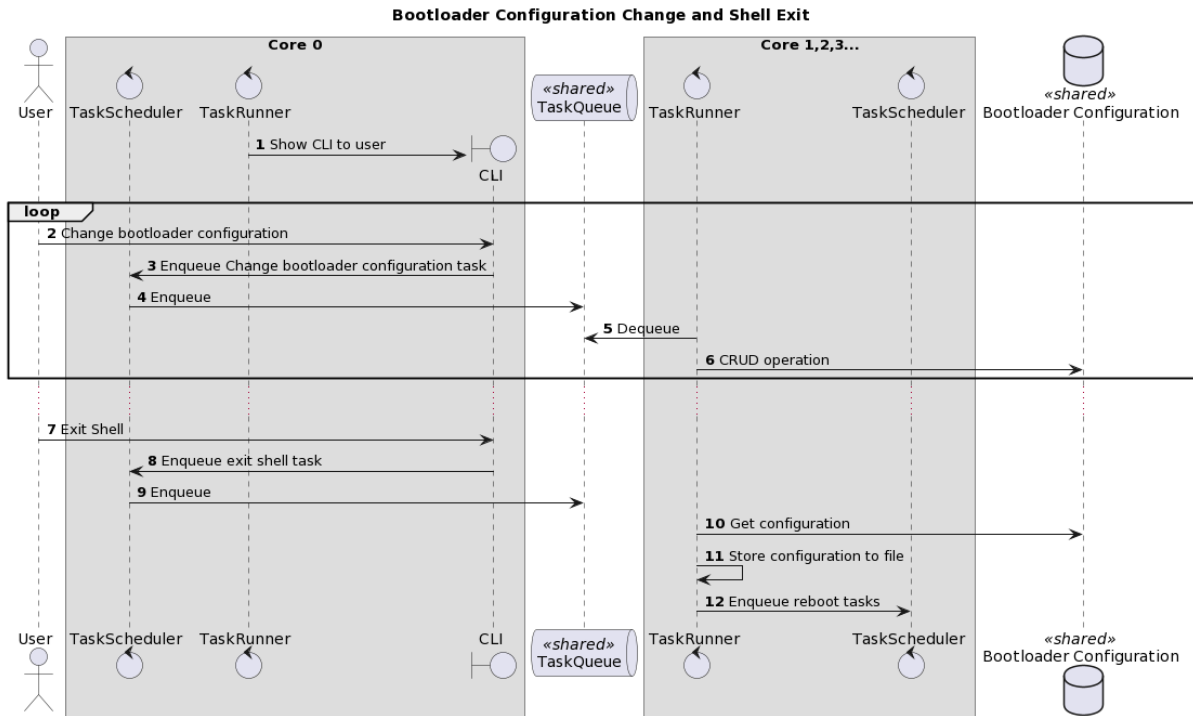 Bootloader Configuration Change and Shell Exit
Core 0
Core 1,2,3...
User
TaskScheduler
TaskRunner
«shared»
TaskQueue
TaskRunner
TaskScheduler
«shared»
Bootloader Configuration
1 Show CLI to user
CLI
loop
2 Change bootloader configuration
3 Enqueue Change bootloader configuration task
4 Enqueue
5 Dequeue
6 CRUD operation
7 Exit Shell
8 Enqueue exit shell task
9 Enqueue
10 Get configuration
11 Store configuration to file
12 Enqueue reboot tasks
User
TaskScheduler
TaskRunner
CLI
«shared»
TaskQueue
TaskRunner
TaskScheduler
«shared»
Bootloader Configuration